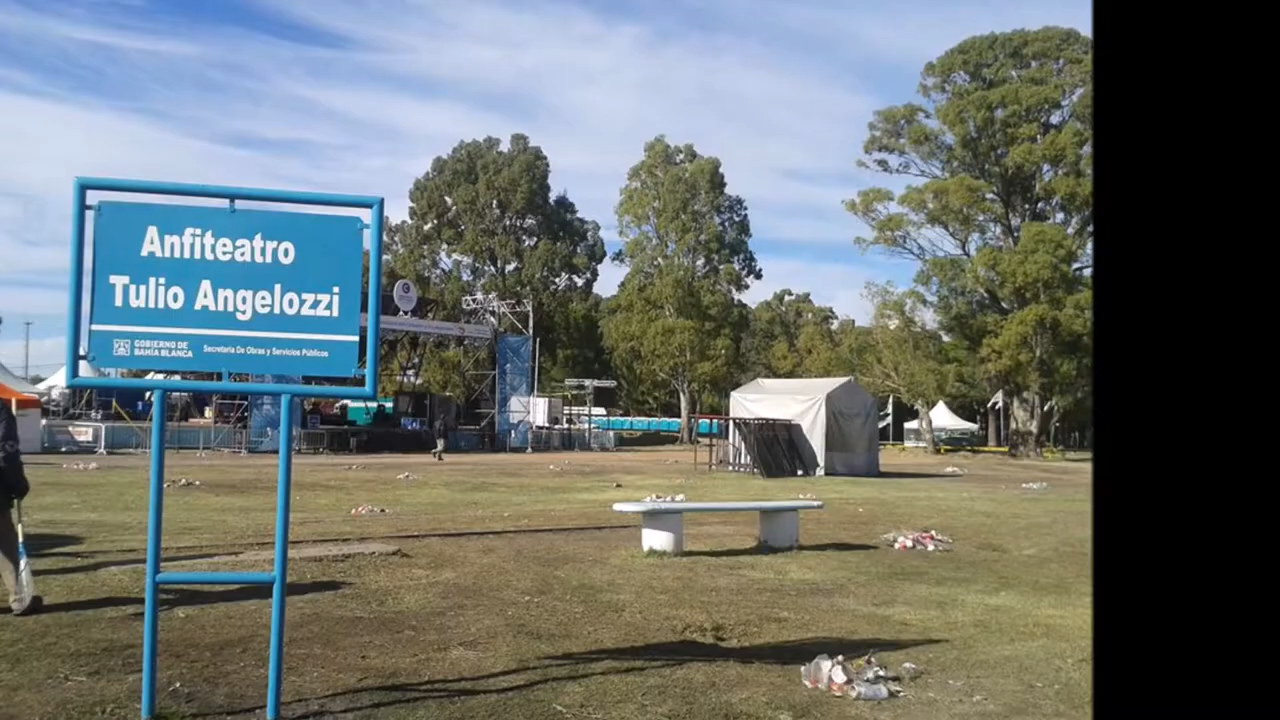 Anfiteatro
Tulio Angelozzi
GOBIERNO DE
BAHÍA BLANCA
Secretaría De Obras y Servicios Públicos